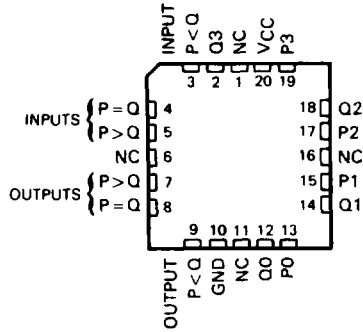 INPUT
P<Q
Q3
NC
VCC
P3
3 2 1 20 19
INPUTS { P=Q 4
P>Q 5
NC 6
OUTPUTS { P>Q 7
P=Q 8
18 Q2
17 P2
16 NC
15 P1
14 Q1
9 10 11 12 13
OUTPUT
P<Q
GND
NC
Q0
P0